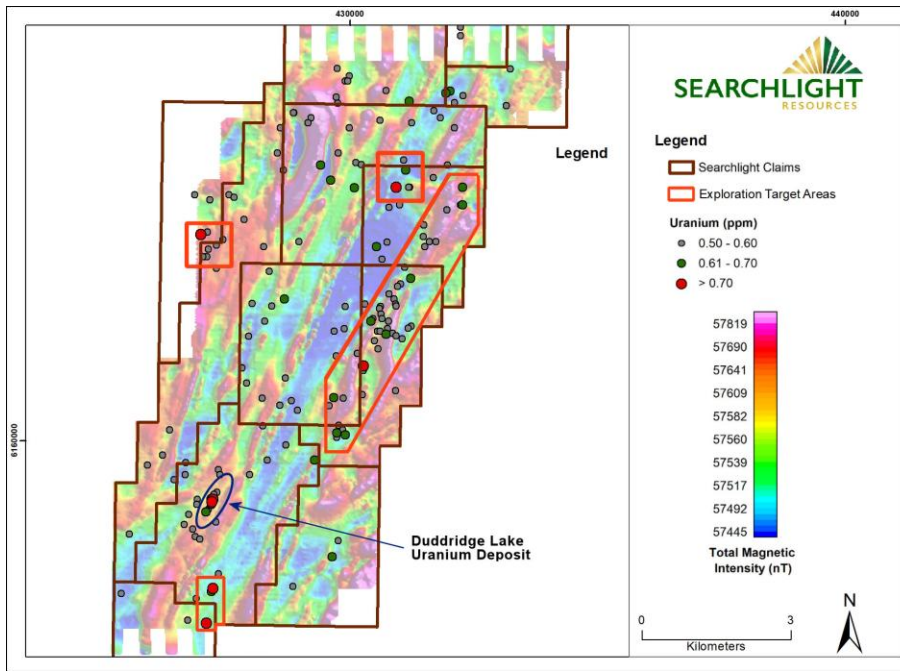 430000
440000
6160000
SEARCHLIGHT
RESOURCES
Legend
Legend
Searchlight Claims
Exploration Target Areas
Uranium (ppm)
0.50 - 0.60
0.61 - 0.70
> 0.70
57819
57690
57641
57609
57582
57560
57539
57517
57492
57445
Total Magnetic
Intensity (nT)
Duddridge Lake
Uranium Deposit
0
3
Kilometers
N